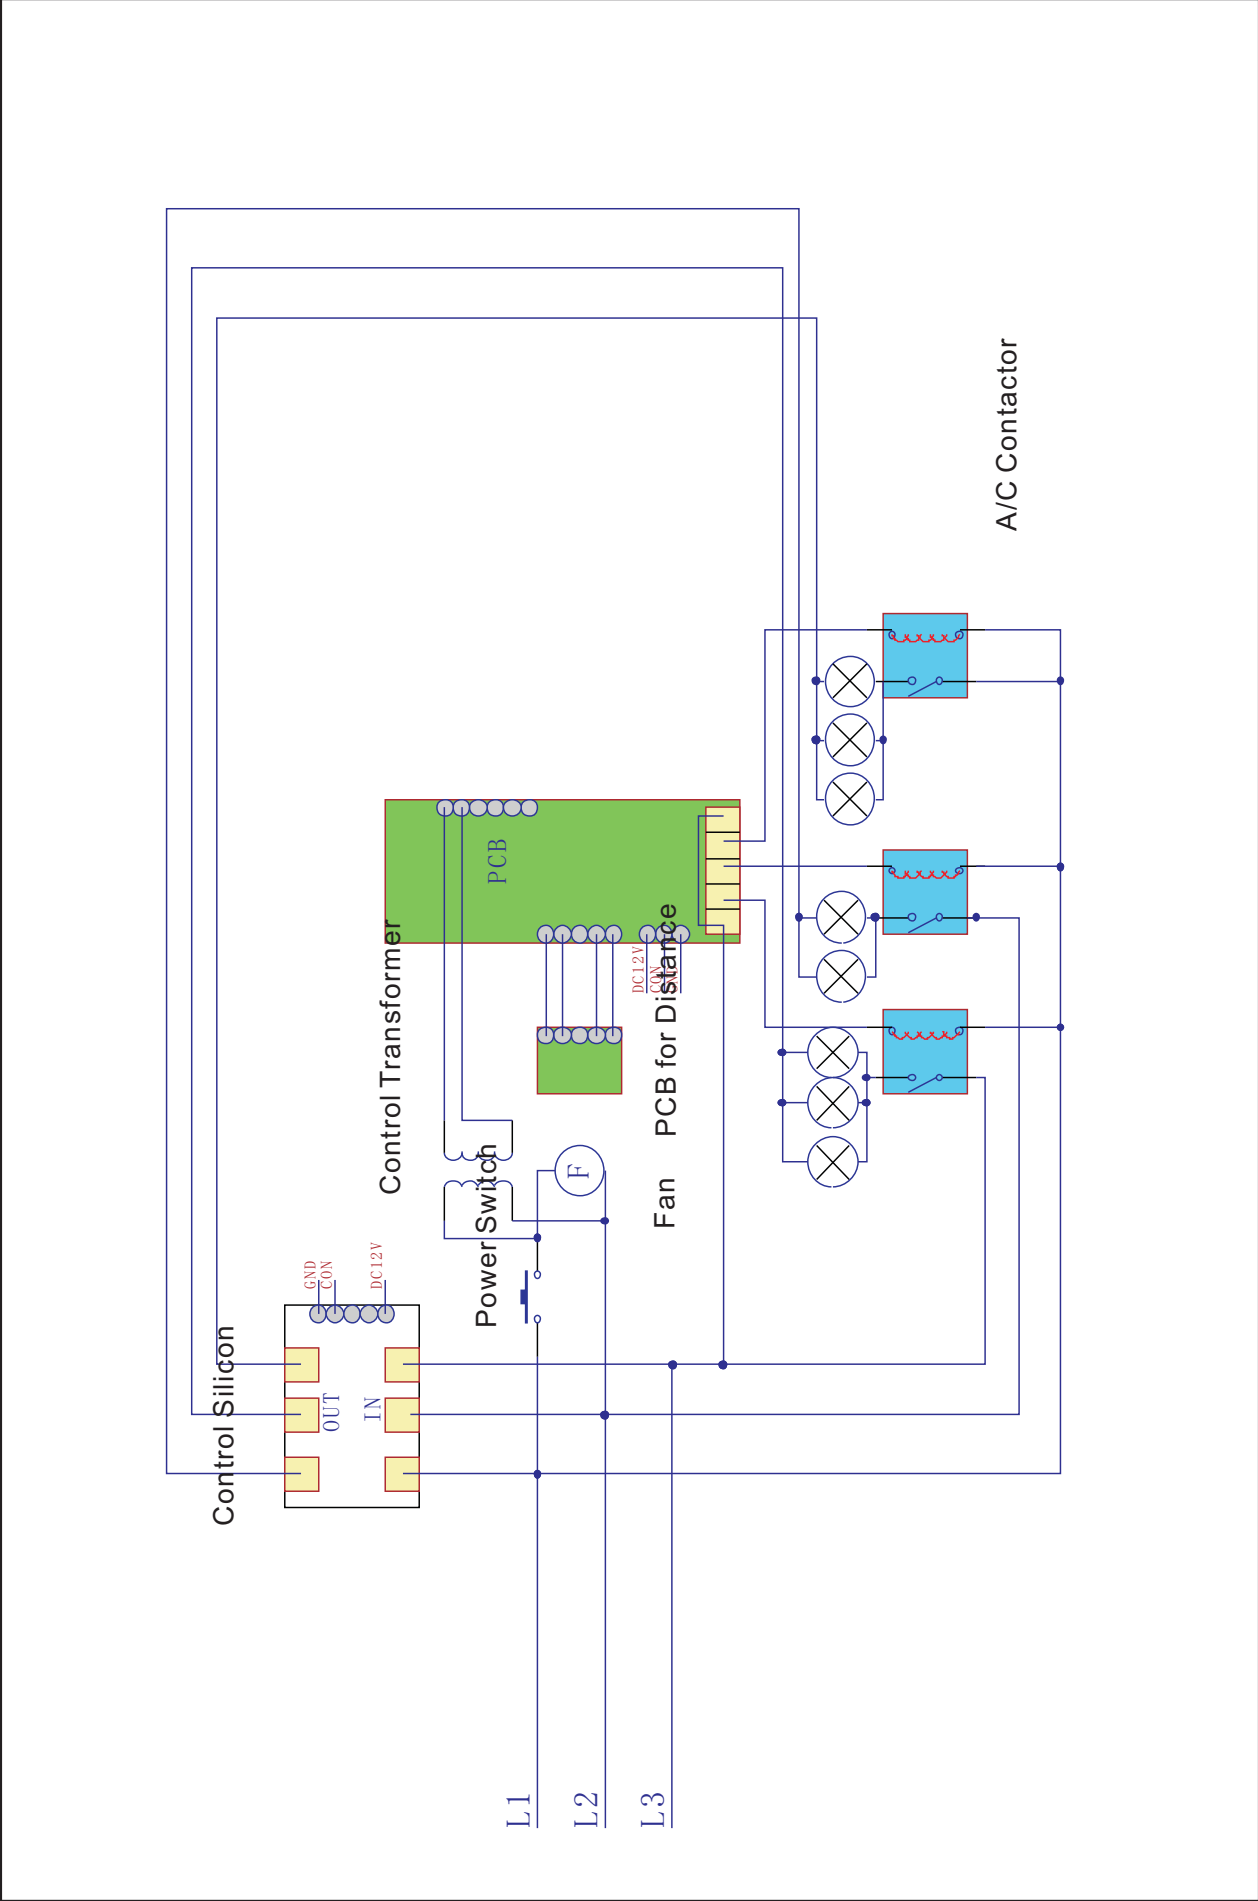 Control Silicon
GND
CON
DC12V
OUT
IN
Control Transformer
Power Switch
PCB
DC12V
CON
GND
PCB for Distance
Fan
F
A/C Contactor
L1
L2
L3